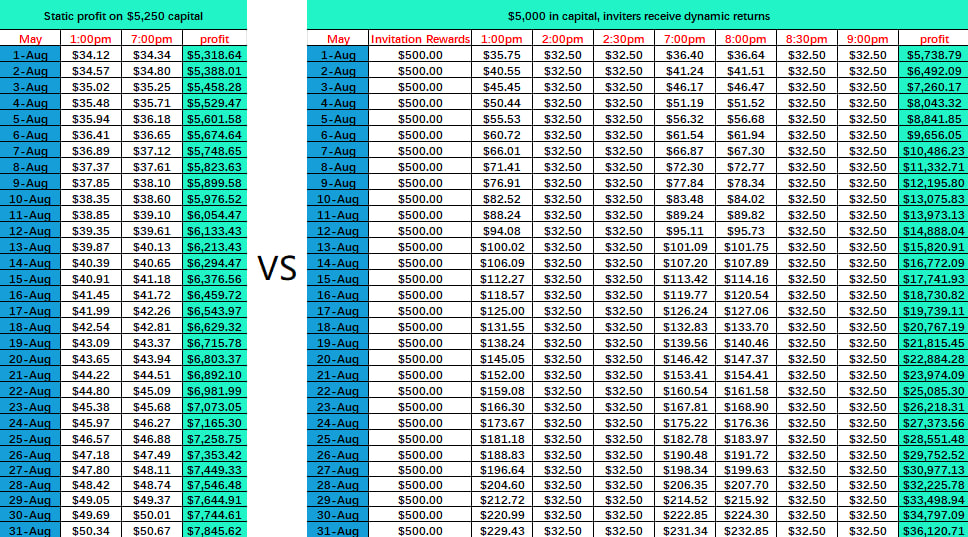 Static profit on $5,250 capital
May 1:00pm 7:00pm profit
1-Aug $34.12 $34.34 $5,318.64
2-Aug $34.57 $34.80 $5,388.01
3-Aug $35.02 $35.25 $5,458.28
4-Aug $35.48 $35.71 $5,529.47
5-Aug $35.94 $36.18 $5,601.58
6-Aug $36.41 $36.65 $5,674.64
7-Aug $36.89 $37.12 $5,748.65
8-Aug $37.37 $37.61 $5,823.63
9-Aug $37.85 $38.10 $5,899.58
10-Aug $38.35 $38.60 $5,976.52
11-Aug $38.85 $39.10 $6,054.47
12-Aug $39.35 $39.61 $6,133.43
13-Aug $39.87 $40.13 $6,213.43
14-Aug $40.39 $40.65 $6,294.47
15-Aug $40.91 $41.18 $6,376.56
16-Aug $41.45 $41.72 $6,459.72
17-Aug $41.99 $42.26 $6,543.97
18-Aug $42.54 $42.81 $6,629.32
19-Aug $43.09 $43.37 $6,715.78
20-Aug $43.65 $43.94 $6,803.37
21-Aug $44.22 $44.51 $6,892.10
22-Aug $44.80 $45.09 $6,981.99
23-Aug $45.38 $45.68 $7,073.05
24-Aug $45.97 $46.27 $7,165.30
25-Aug $46.57 $46.88 $7,258.75
26-Aug $47.18 $47.49 $7,353.42
27-Aug $47.80 $48.11 $7,449.33
28-Aug $48.42 $48.74 $7,546.48
29-Aug $49.05 $49.37 $7,644.91
30-Aug $49.69 $50.01 $7,744.61
31-Aug $50.34 $50.67 $7,845.62
VS
$5,000 in capital, inviters receive dynamic returns
May Invitation Rewards 1:00pm 2:00pm 2:30pm 7:00pm 8:00pm 8:30pm 9:00pm profit
1-Aug $500.00 $35.75 $32.50 $32.50 $36.40 $36.64 $32.50 $32.50 $5,738.79
2-Aug $500.00 $40.55 $32.50 $32.50 $41.24 $41.51 $32.50 $32.50 $6,492.09
3-Aug $500.00 $45.45 $32.50 $32.50 $46.17 $46.47 $32.50 $32.50 $7,260.17
4-Aug $500.00 $50.44 $32.50 $32.50 $51.19 $51.52 $32.50 $32.50 $8,043.32
5-Aug $500.00 $55.53 $32.50 $32.50 $56.32 $56.68 $32.50 $32.50 $8,841.85
6-Aug $500.00 $60.72 $32.50 $32.50 $61.54 $61.94 $32.50 $32.50 $9,656.05
7-Aug $500.00 $66.01 $32.50 $32.50 $66.87 $67.30 $32.50 $32.50 $10,486.23
8-Aug $500.00 $71.41 $32.50 $32.50 $72.30 $72.77 $32.50 $32.50 $11,332.71
9-Aug $500.00 $76.91 $32.50 $32.50 $77.84 $78.34 $32.50 $32.50 $12,195.80
10-Aug $500.00 $82.52 $32.50 $32.50 $83.48 $84.02 $32.50 $32.50 $13,075.83
11-Aug $500.00 $88.24 $32.50 $32.50 $89.24 $89.82 $32.50 $32.50 $13,973.13
12-Aug $500.00 $94.08 $32.50 $32.50 $95.11 $95.73 $32.50 $32.50 $14,888.04
13-Aug $500.00 $100.02 $32.50 $32.50 $101.09 $101.75 $32.50 $32.50 $15,820.91
14-Aug $500.00 $106.09 $32.50 $32.50 $107.20 $107.89 $32.50 $32.50 $16,772.09
15-Aug $500.00 $112.27 $32.50 $32.50 $113.42 $114.16 $32.50 $32.50 $17,741.93
16-Aug $500.00 $118.57 $32.50 $32.50 $119.77 $120.54 $32.50 $32.50 $18,730.82
17-Aug $500.00 $125.00 $32.50 $32.50 $126.24 $127.06 $32.50 $32.50 $19,739.11
18-Aug $500.00 $131.55 $32.50 $32.50 $132.83 $133.70 $32.50 $32.50 $20,767.19
19-Aug $500.00 $138.24 $32.50 $32.50 $139.56 $140.46 $32.50 $32.50 $21,815.45
20-Aug $500.00 $145.05 $32.50 $32.50 $146.42 $147.37 $32.50 $32.50 $22,884.28
21-Aug $500.00 $152.00 $32.50 $32.50 $153.41 $154.41 $32.50 $32.50 $23,974.09
22-Aug $500.00 $159.08 $32.50 $32.50 $160.54 $161.58 $32.50 $32.50 $25,085.30
23-Aug $500.00 $166.30 $32.50 $32.50 $167.81 $168.90 $32.50 $32.50 $26,218.31
24-Aug $500.00 $173.67 $32.50 $32.50 $175.22 $176.36 $32.50 $32.50 $27,373.56
25-Aug $500.00 $181.18 $32.50 $32.50 $182.78 $183.97 $32.50 $32.50 $28,551.48
26-Aug $500.00 $188.83 $32.50 $32.50 $190.48 $191.72 $32.50 $32.50 $29,752.52
27-Aug $500.00 $196.64 $32.50 $32.50 $198.34 $199.63 $32.50 $32.50 $30,977.13
28-Aug $500.00 $204.60 $32.50 $32.50 $206.35 $207.70 $32.50 $32.50 $32,225.78
29-Aug $500.00 $212.72 $32.50 $32.50 $214.52 $215.92 $32.50 $32.50 $33,498.94
30-Aug $500.00 $220.99 $32.50 $32.50 $222.85 $224.30 $32.50 $32.50 $34,797.09
31-Aug $500.00 $229.43 $32.50 $32.50 $231.34 $232.85 $32.50 $32.50 $36,120.71